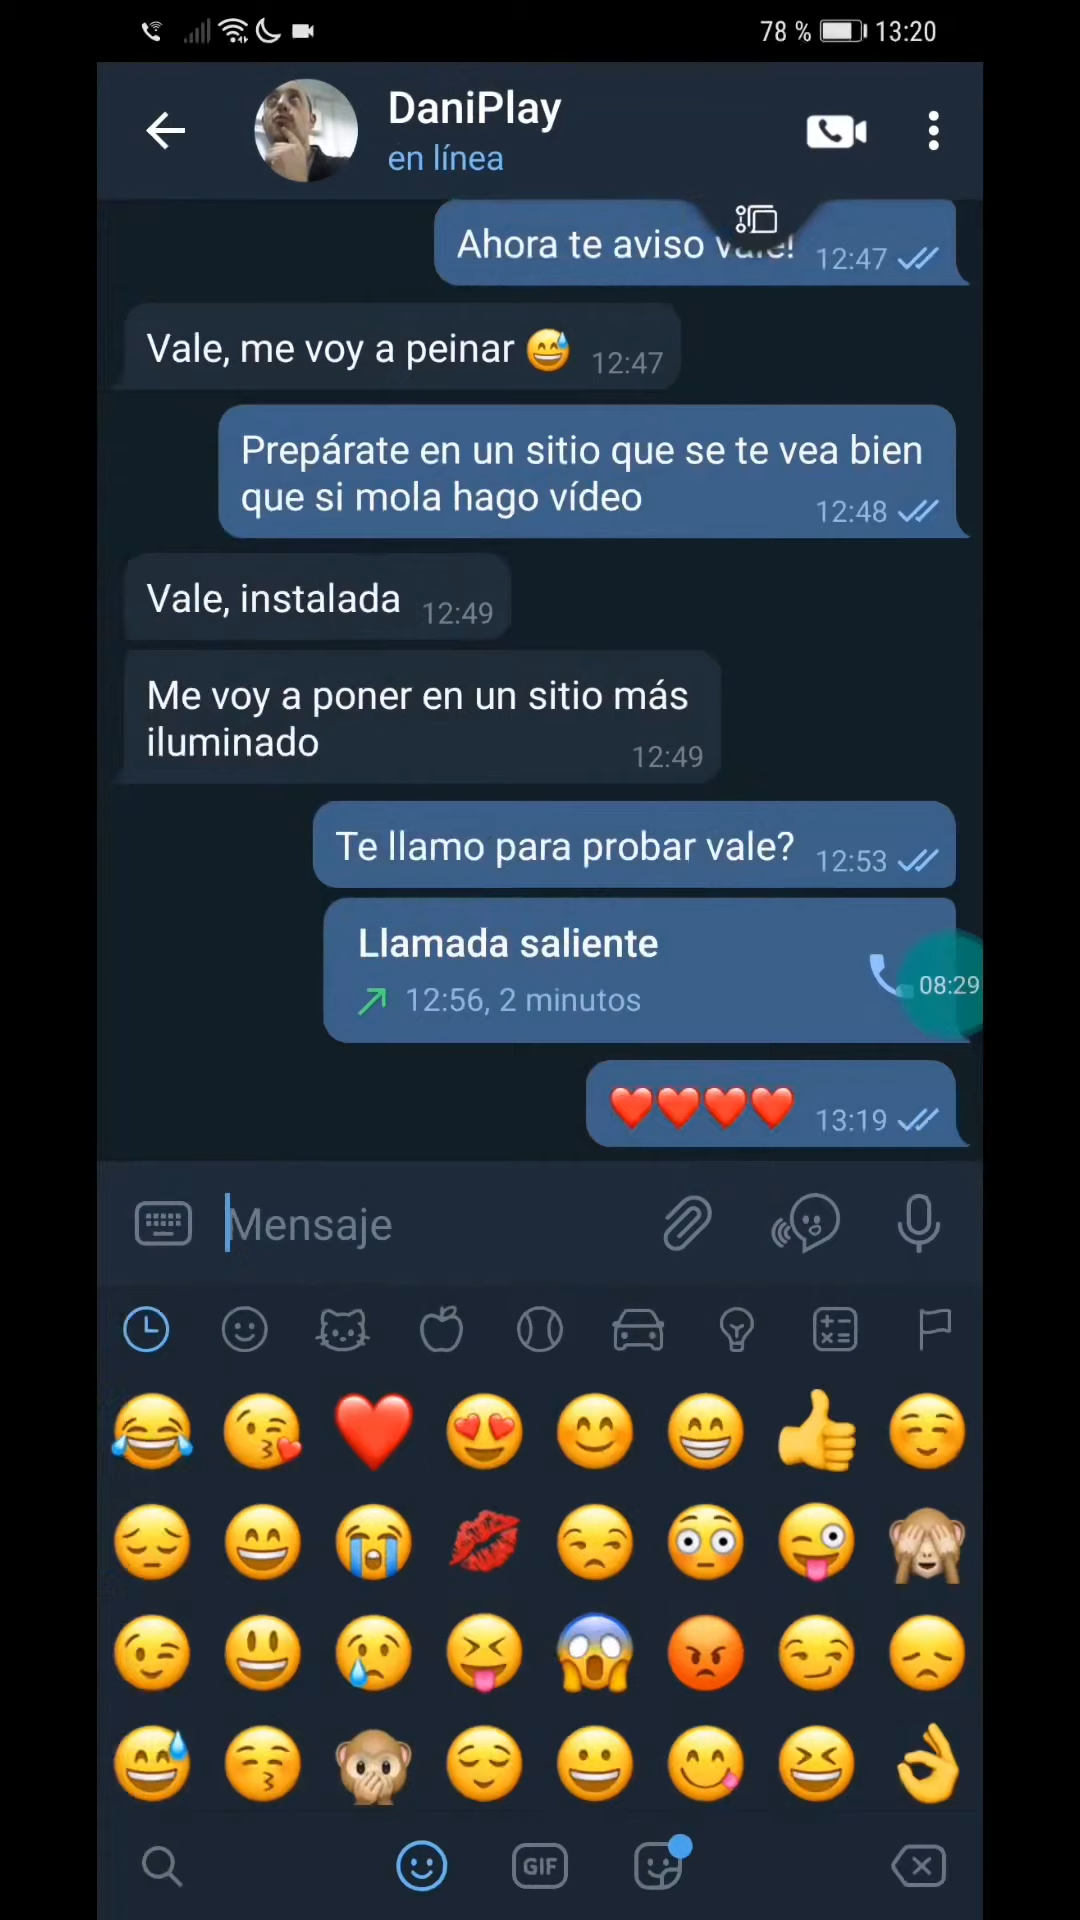 78 % 13:20
DaniPlay
en línea
Ahora te aviso vale! 12:47
Vale, me voy a peinar 😅 12:47
Prepárate en un sitio que se te vea bien
que si mola hago vídeo 12:48
Vale, instalada 12:49
Me voy a poner en un sitio más
iluminado 12:49
Te llamo para probar vale? 12:53
Llamada saliente
12:56, 2 minutos
08:29
❤️❤️❤️❤️ 13:19
Mensaje
GIF